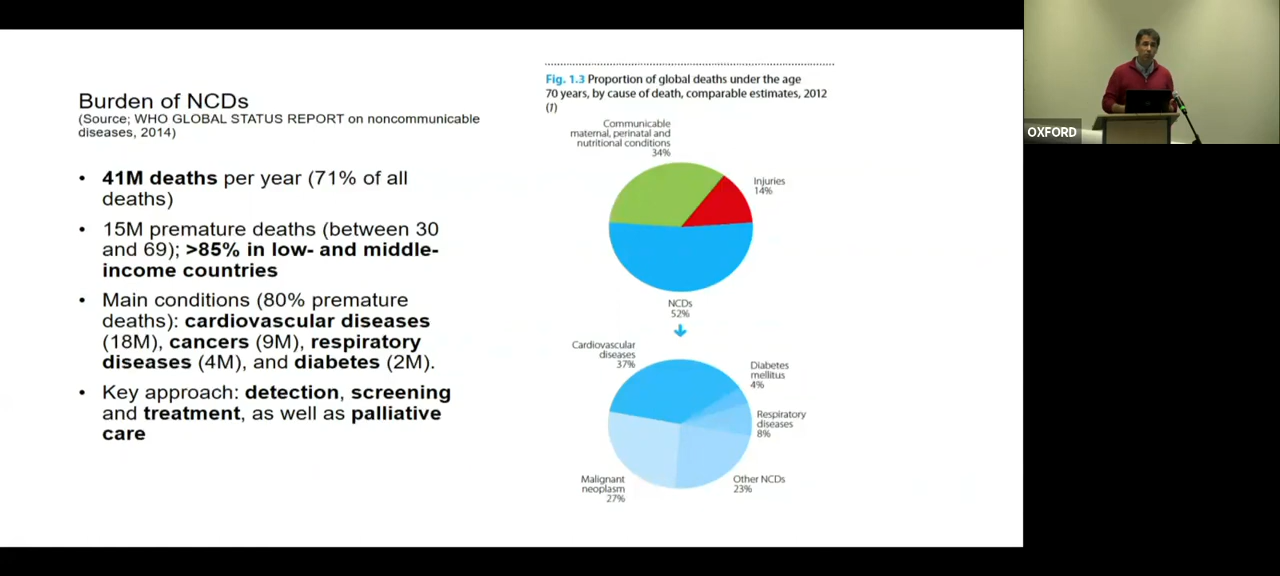 Burden of NCDs
(Source; WHO GLOBAL STATUS REPORT on noncommunicable
diseases, 2014)
• 41M deaths per year (71% of all
deaths)
• 15M premature deaths (between 30
and 69); >85% in low- and middle-
income countries
• Main conditions (80% premature
deaths): cardiovascular diseases
(18M), cancers (9M), respiratory
diseases (4M), and diabetes (2M).
• Key approach: detection, screening
and treatment, as well as palliative
care
Fig. 1.3 Proportion of global deaths under the age
70 years, by cause of death, comparable estimates, 2012
(1)
Communicable
maternal, perinatal and
nutritional conditions
34%
Injuries
14%
NCDs
52%
Cardiovascular
diseases
37%
Diabetes
mellitus
4%
Respiratory
diseases
8%
Malignant
neoplasm
27%
Other NCDs
23%
OXFORD